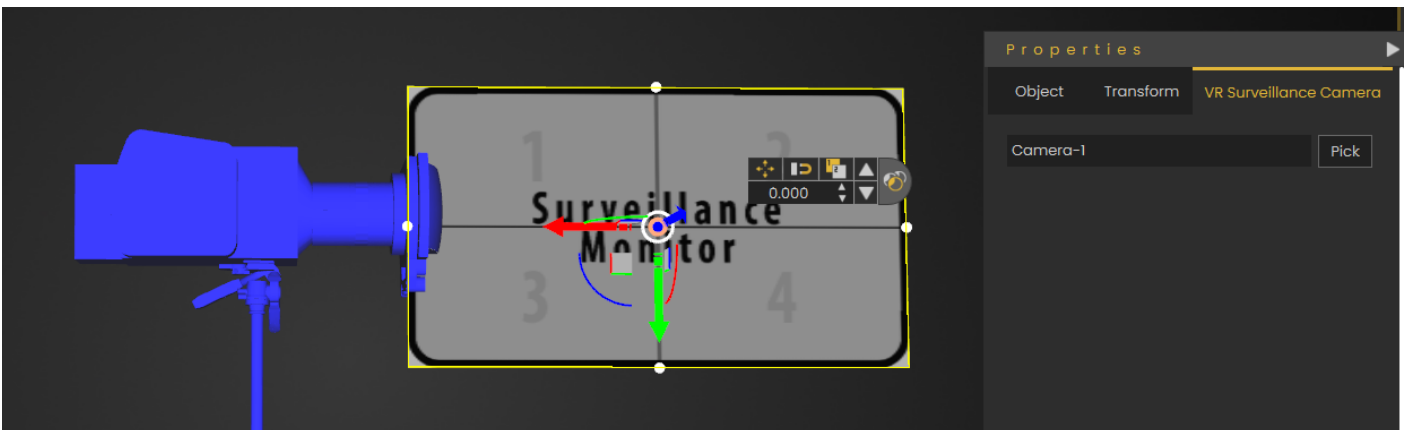 Properties
Object Transform VR Surveillance Camera
Camera-1 Pick
1 2
0.000
Surveillance
Monitor
3 4